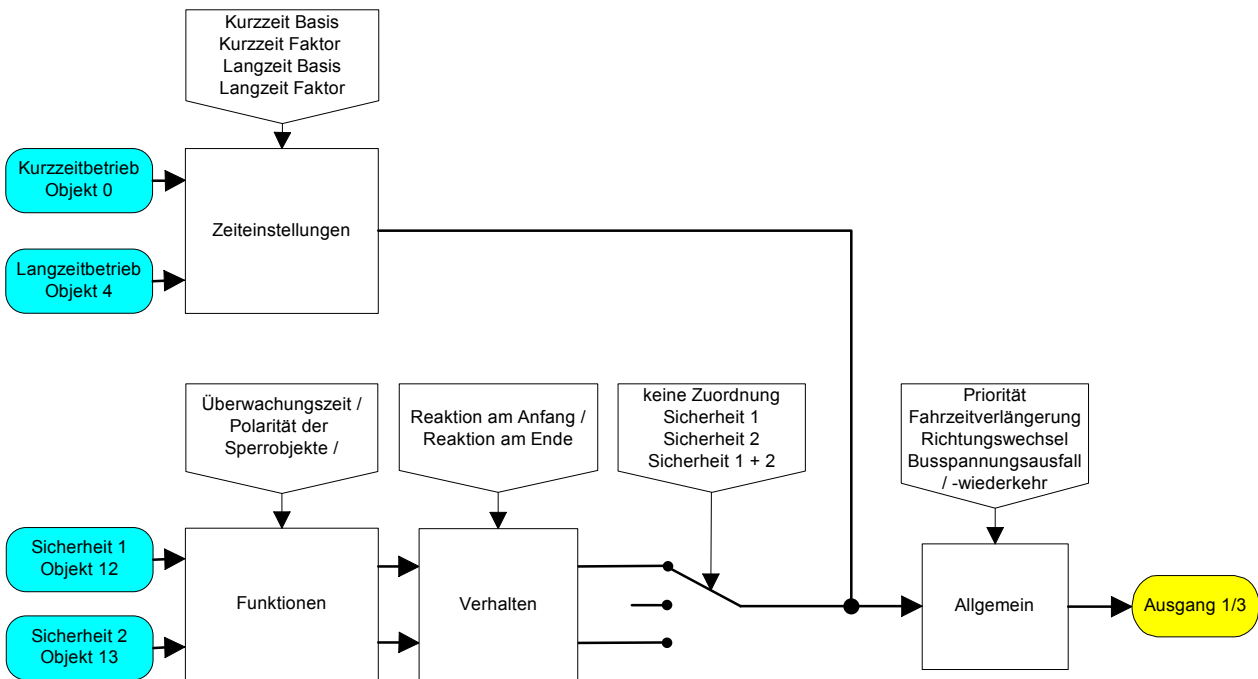 Kurzzeit Basis
Kurzzeit Faktor
Langzeit Basis
Langzeit Faktor
Kurzzeitbetrieb
Objekt 0
Zeiteinstellungen
Langzeitbetrieb
Objekt 4
Überwachungszeit /
Polarität der
Sperrobjekte /
Reaktion am Anfang /
Reaktion am Ende
keine Zuordnung
Sicherheit 1
Sicherheit 2
Sicherheit 1 + 2
Priorität
Fahrzeitverlängerung
Richtungswechsel
Busspannungsausfall
/ -wiederkehr
Sicherheit 1
Objekt 12
Funktionen
Verhalten
Allgemein
Ausgang 1/3
Sicherheit 2
Objekt 13